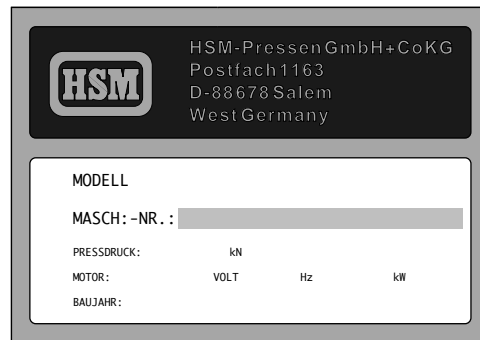 HSM
HSM-Pressen GmbH+CoKG
Postfach 1163
D-88678 Salem
West Germany
MODELL
MASCH:-NR.:
PRESSDRUCK: kN
MOTOR: VOLT Hz kW
BAUJAHR: